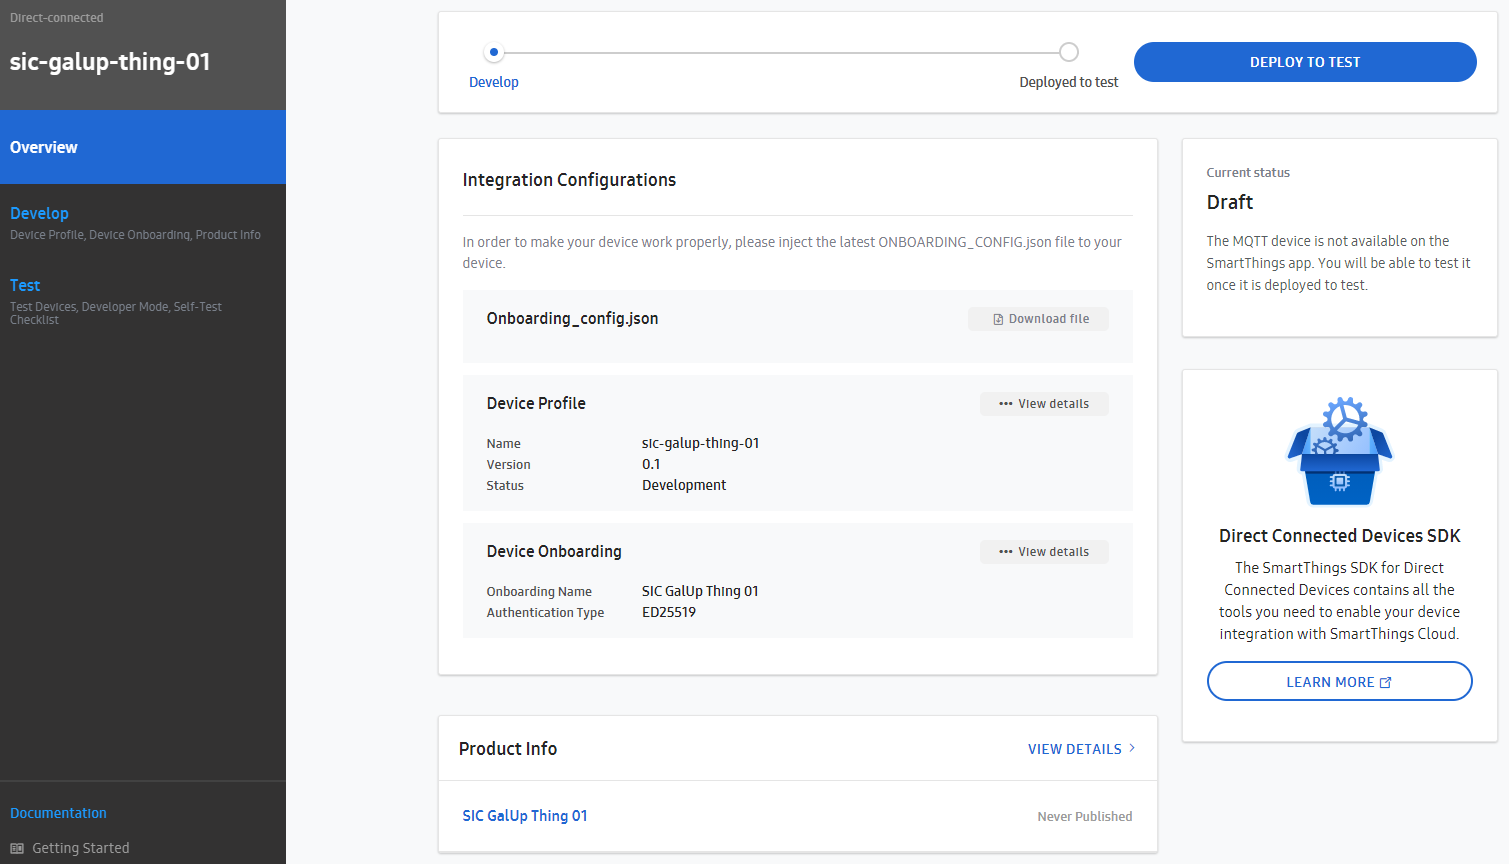 Direct-connected
sic-galup-thing-01
Overview
Develop
Device Profile, Device Onboarding, Product Info
Test
Test Devices, Developer Mode, Self-Test
Checklist
Documentation
Getting Started
Develop
Deployed to test
DEPLOY TO TEST
Integration Configurations
In order to make your device work properly, please inject the latest ONBOARDING_CONFIG.json file to your
device.
Onboarding_config.json
Download file
Device Profile
••• View details
Name sic-galup-thing-01
Version 0.1
Status Development
Device Onboarding
••• View details
Onboarding Name SIC GalUp Thing 01
Authentication Type ED25519
Product Info
VIEW DETAILS >
SIC GalUp Thing 01
Never Published
Current status
Draft
The MQTT device is not available on the
SmartThings app. You will be able to test it
once it is deployed to test.
Direct Connected Devices SDK
The SmartThings SDK for Direct
Connected Devices contains all the
tools you need to enable your device
integration with SmartThings Cloud.
LEARN MORE